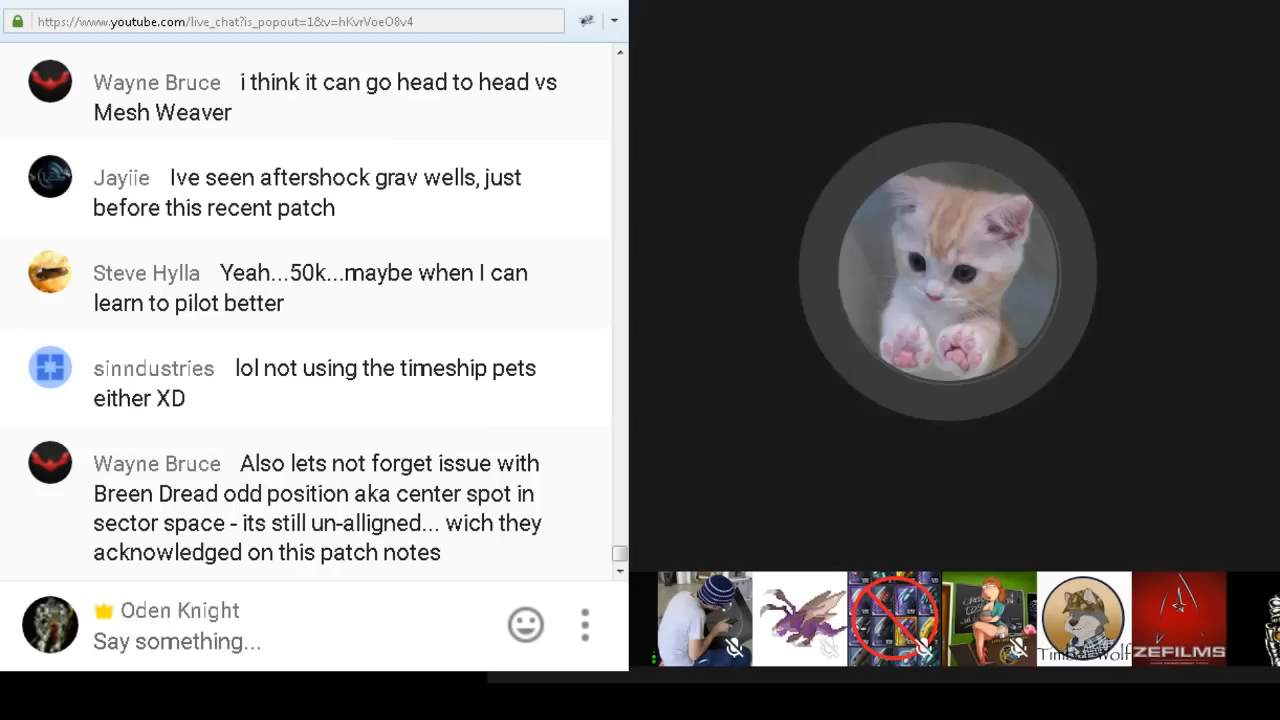 https://www.youtube.com/live_chat?is_popout=1&v=hKvrVoeO8v4
Wayne Bruce i think it can go head to head vs
Mesh Weaver
Jayiie Ive seen aftershock grav wells, just
before this recent patch
Steve Hylla Yeah...50k...maybe when I can
learn to pilot better
sinndustries lol not using the timeship pets
either XD
Wayne Bruce Also lets not forget issue with
Breen Dread odd position aka center spot in
sector space - its still un-alligned... wich they
acknowledged on this patch notes
Oden Knight
Say something...
ZEFILMS